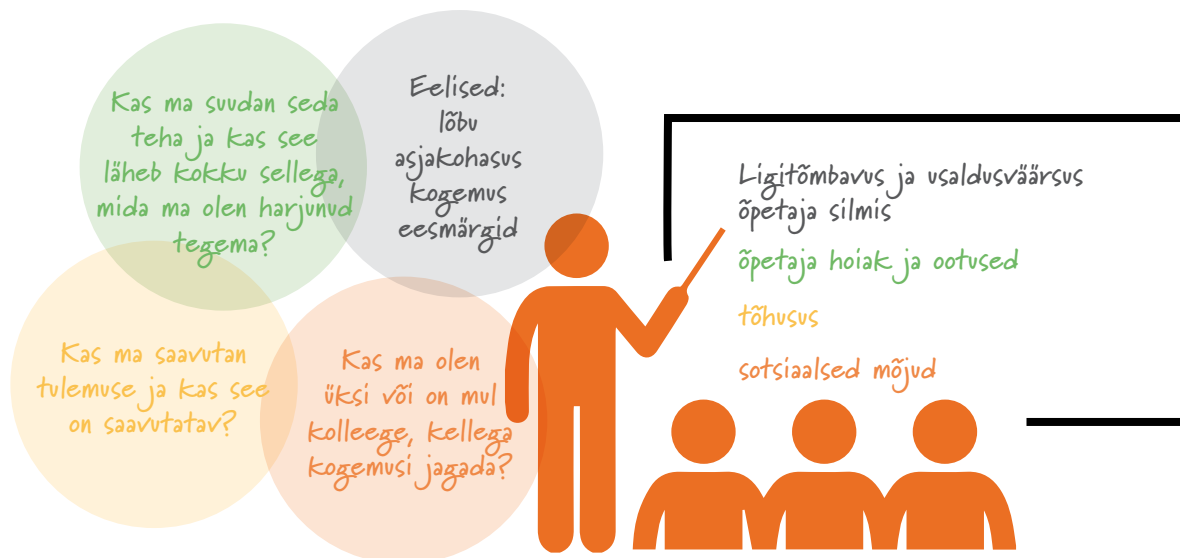 Kas ma suudan seda
teha ja kas see
läheb kokku sellega,
mida ma olen harjunud
tegema?
Eelised:
lõbu
asjakohasus
kogemus
eesmärgid
Kas ma saavutan
tulemuse ja kas see
on saavutatav?
Kas ma olen
üksi või on mul
kolleege, kellega
kogemusi jagada?
Ligitõmbavus ja usaldusväärsus
õpetaja silmis
õpetaja hoiak ja ootused
tõhusus
sotsiaalsed mõjud